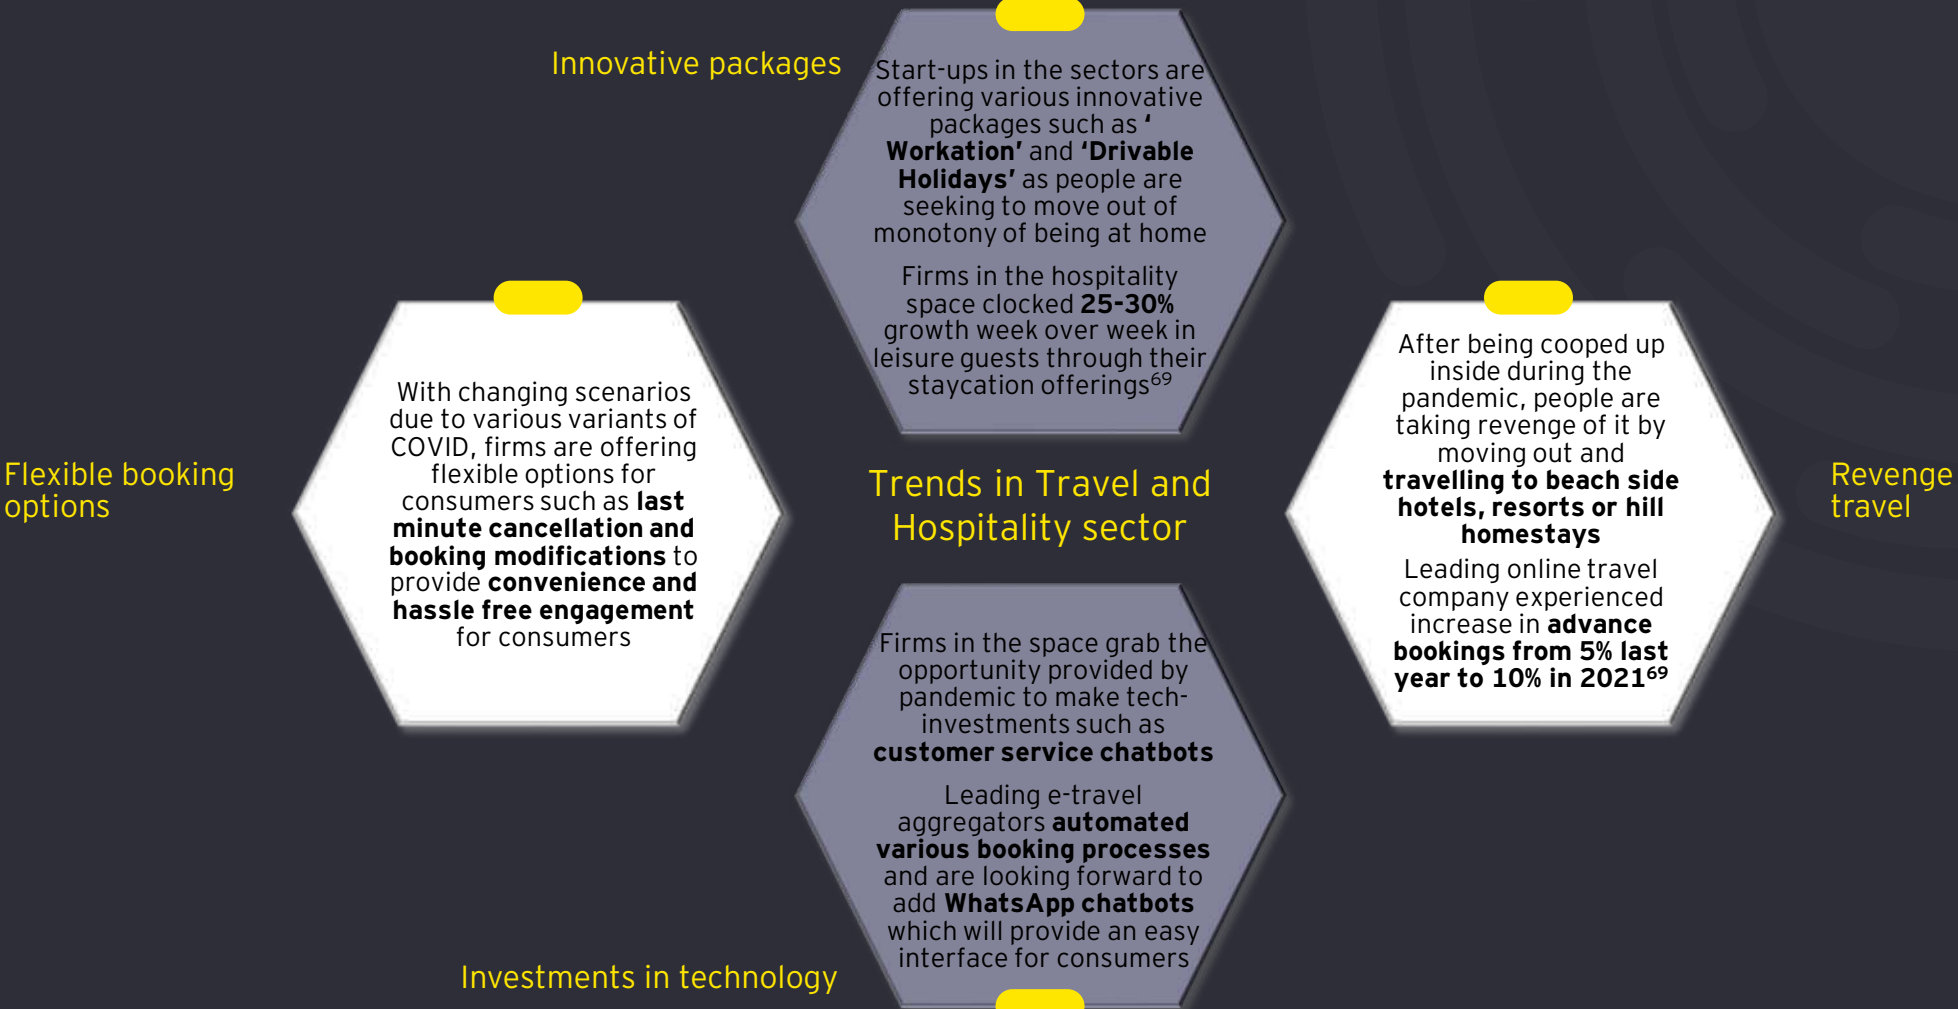 Innovative packages
Start-ups in the sectors are
offering various innovative
packages such as ‘
Workation’ and ‘Drivable
Holidays’ as people are
seeking to move out of
monotony of being at home
Firms in the hospitality
space clocked 25-30%
growth week over week in
leisure guests through their
staycation offerings⁶⁹
Flexible booking
options
With changing scenarios
due to various variants of
COVID, firms are offering
flexible options for
consumers such as last
minute cancellation and
booking modifications to
provide convenience and
hassle free engagement
for consumers
Trends in Travel and
Hospitality sector
After being cooped up
inside during the
pandemic, people are
taking revenge of it by
moving out and
travelling to beach side
hotels, resorts or hill
homestays
Leading online travel
company experienced
increase in advance
bookings from 5% last
year to 10% in 2021⁶⁹
Revenge
travel
Firms in the space grab the
opportunity provided by
pandemic to make tech-
investments such as
customer service chatbots
Leading e-travel
aggregators automated
various booking processes
and are looking forward to
add WhatsApp chatbots
which will provide an easy
interface for consumers
Investments in technology